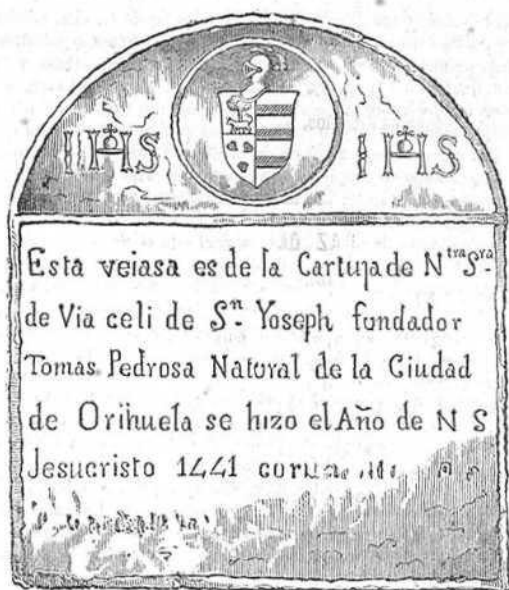 IHS IHS
Esta veiasa es de la Cartuja de Ntra Sra
de Via celi de Sn Yoseph fundador
Tomas Pedrosa Natural de la Ciudad
de Orihuela se hizo el Año de N S
Jesucristo 1441